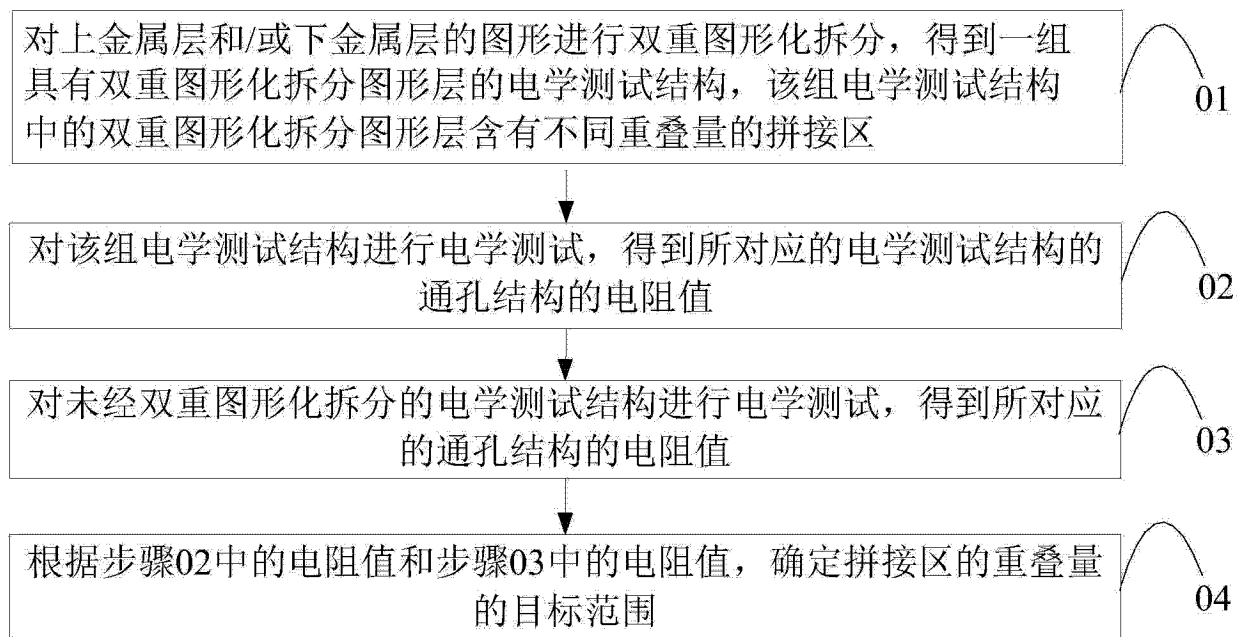 对上金属层和/或下金属层的图形进行双重图形化拆分，得到一组
具有双重图形化拆分图形层的电学测试结构，该组电学测试结构
中的双重图形化拆分图形层含有不同重叠量的拼接区
01
对该组电学测试结构进行电学测试，得到所对应的电学测试结构的
通孔结构的电阻值
02
对未经双重图形化拆分的电学测试结构进行电学测试，得到所对应
的通孔结构的电阻值
03
根据步骤02中的电阻值和步骤03中的电阻值，确定拼接区的重叠量
的目标范围
04